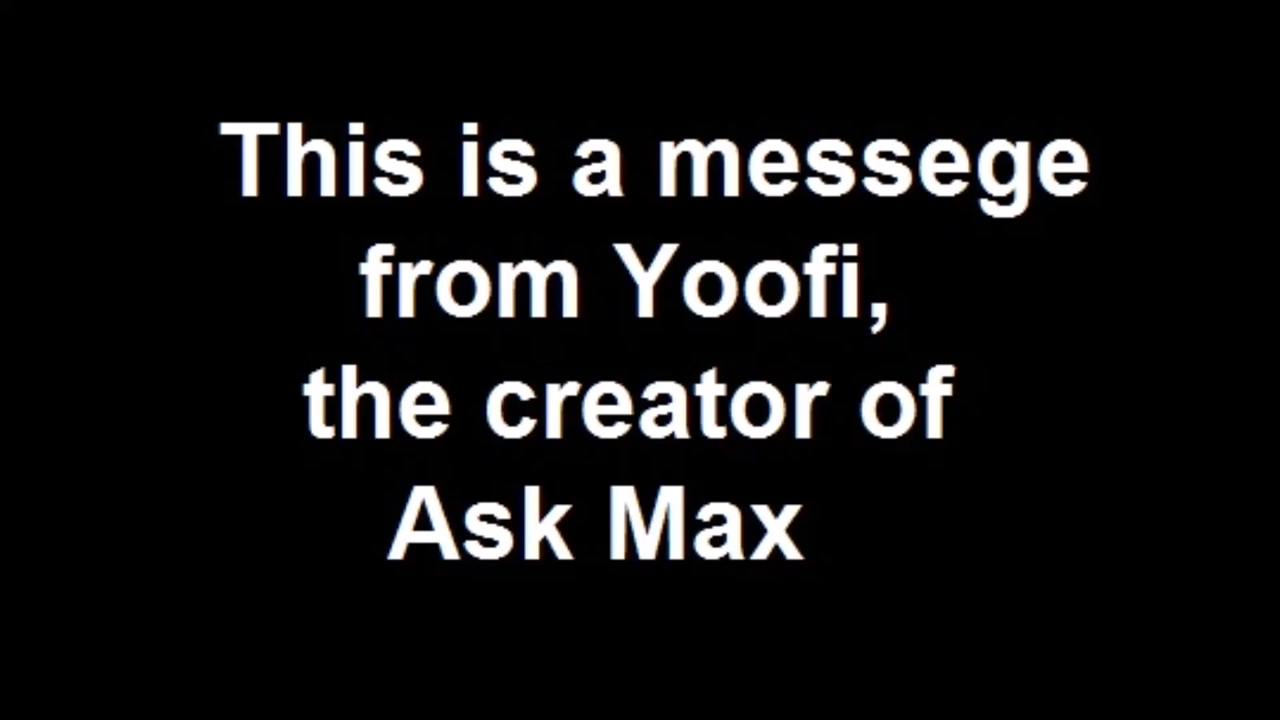 This is a messege
from Yoofi,
the creator of
Ask Max